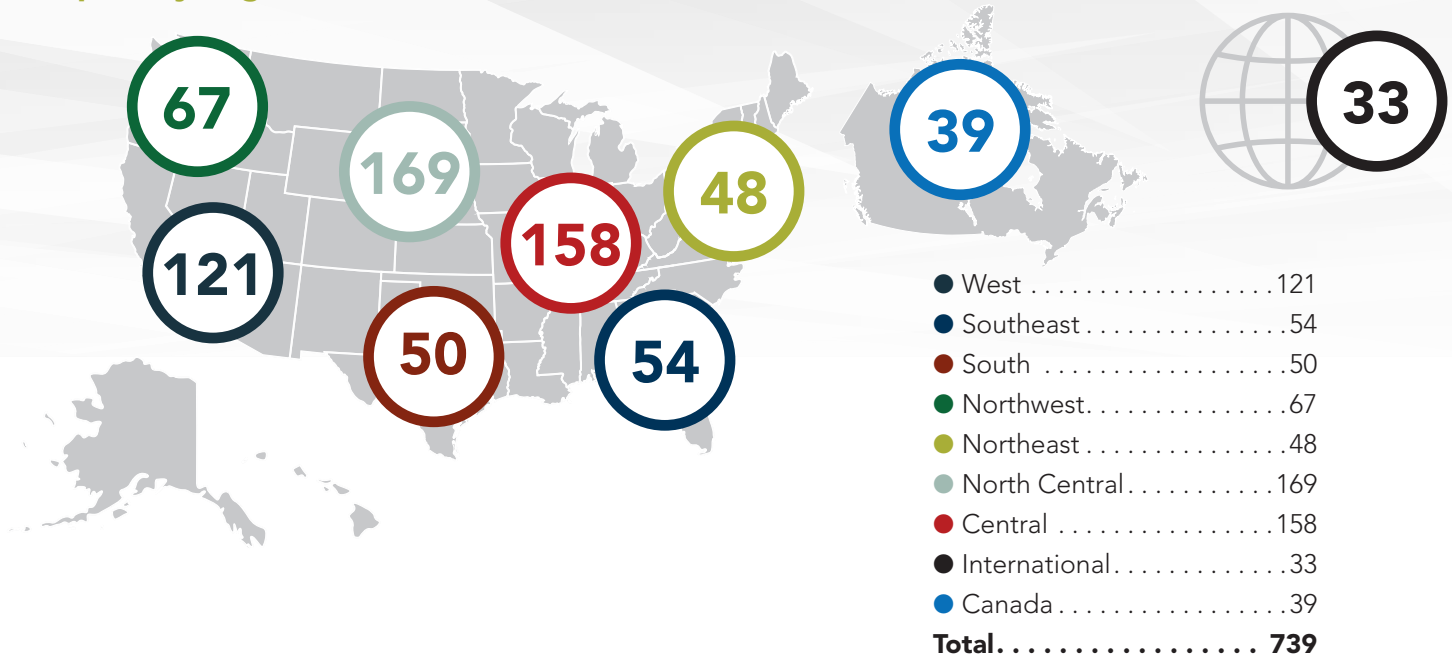 67
169
48
39
33
121
158
50
54
West . . . . . . . . . . . . . . . . . . 121
Southeast . . . . . . . . . . . . . . . 54
South . . . . . . . . . . . . . . . . . . 50
Northwest. . . . . . . . . . . . . . . 67
Northeast . . . . . . . . . . . . . . . 48
North Central. . . . . . . . . . . 169
Central . . . . . . . . . . . . . . . . 158
International. . . . . . . . . . . . . 33
Canada . . . . . . . . . . . . . . . . . 39
Total. . . . . . . . . . . . . . . . . 739